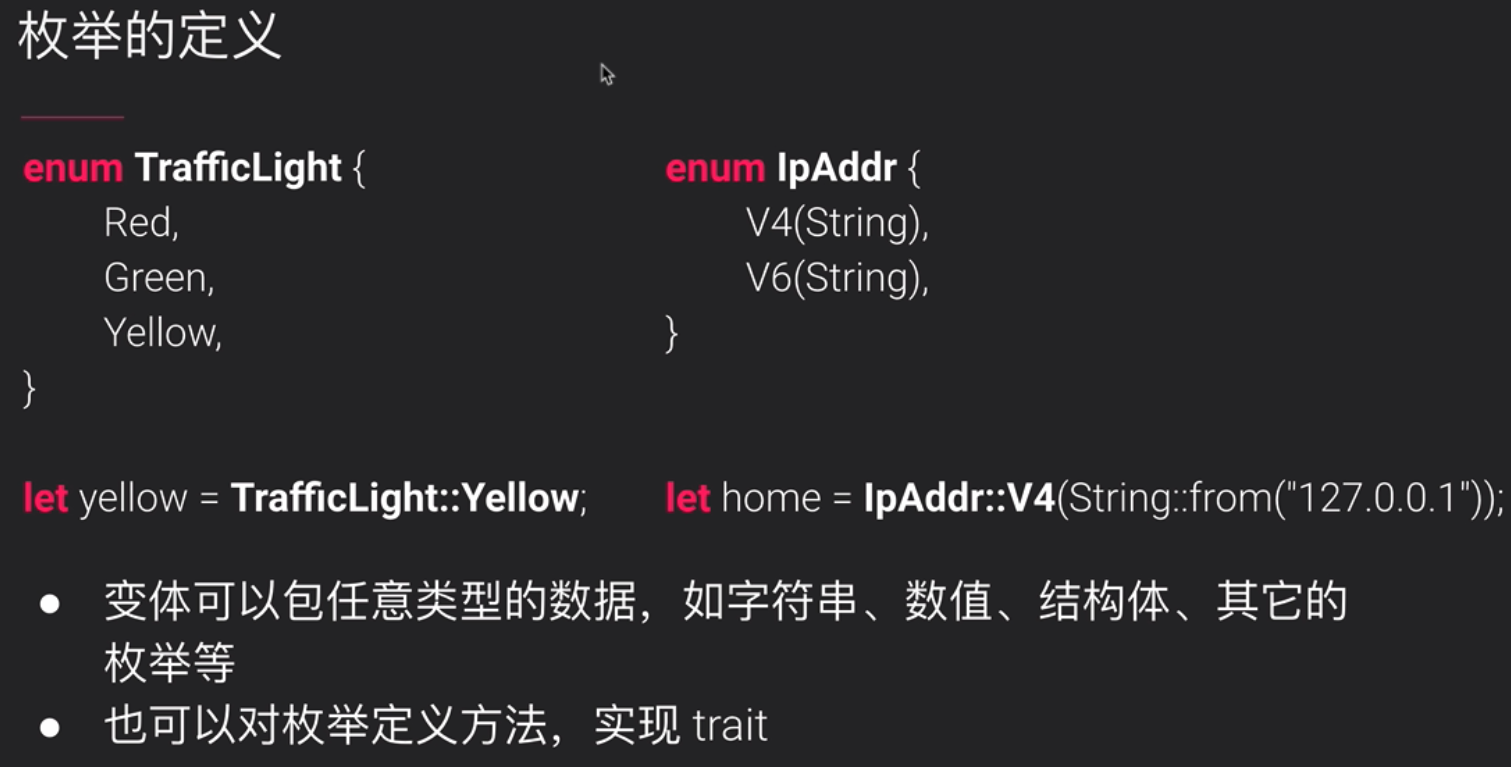 枚举的定义
enum TrafficLight {
Red,
Green,
Yellow,
}
let yellow = TrafficLight::Yellow;
enum IpAddr {
V4(String),
V6(String),
}
let home = IpAddr::V4(String::from("127.0.0.1"));
● 变体可以包任意类型的数据，如字符串、数值、结构体、其它的
枚举等
● 也可以对枚举定义方法，实现 trait